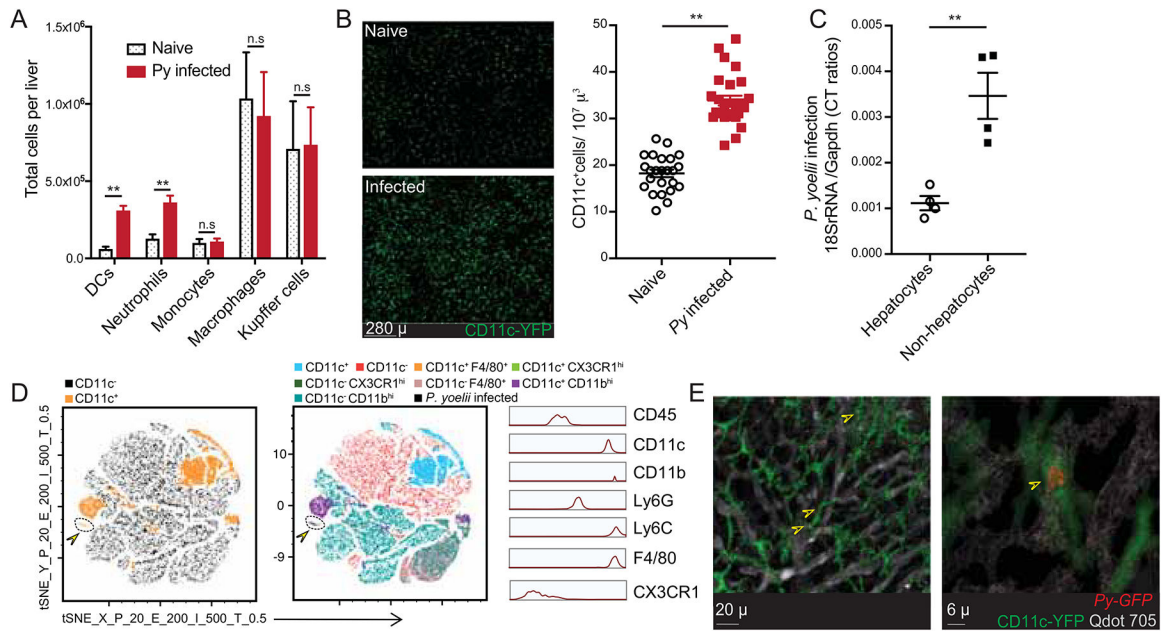 A
Total cells per liver
1.5x10⁶
1.0x10⁶
5.0x10⁵
0.0
Naive
Py infected
**
**
n.s
n.s
n.s
DCs
Neutrophils
Monocytes
Macrophages
Kupffer cells
B
Naive
Infected
280 µ
CD11c-YFP
CD11c⁺cells/ 10⁷ µ³
50
40
30
20
10
0
**
Naive
Py infected
C
P. yoelii infection
18SrRNA /Gapdh (CT ratios)
0.005
0.004
0.003
0.002
0.001
0.000
**
Hepatocytes
Non-hepatocytes
D
CD11c⁻
CD11c⁺
tSNE_Y_P_20_E_200_I_500_T_0.5
tSNE_X_P_20_E_200_I_500_T_0.5
CD11c⁺ CD11c⁻ CD11c⁺ F4/80⁺ CD11c⁺ CX3CR1ʰⁱ
CD11c⁻ CX3CR1ʰⁱ CD11c⁻ F4/80⁺ CD11c⁺ CD11bʰⁱ
CD11c⁻ CD11bʰⁱ P. yoelii infected
10
0
-9
CD45
CD11c
CD11b
Ly6G
Ly6C
F4/80
CX3CR1
E
20 µ
6 µ
Py-GFP
CD11c-YFP Qdot 705